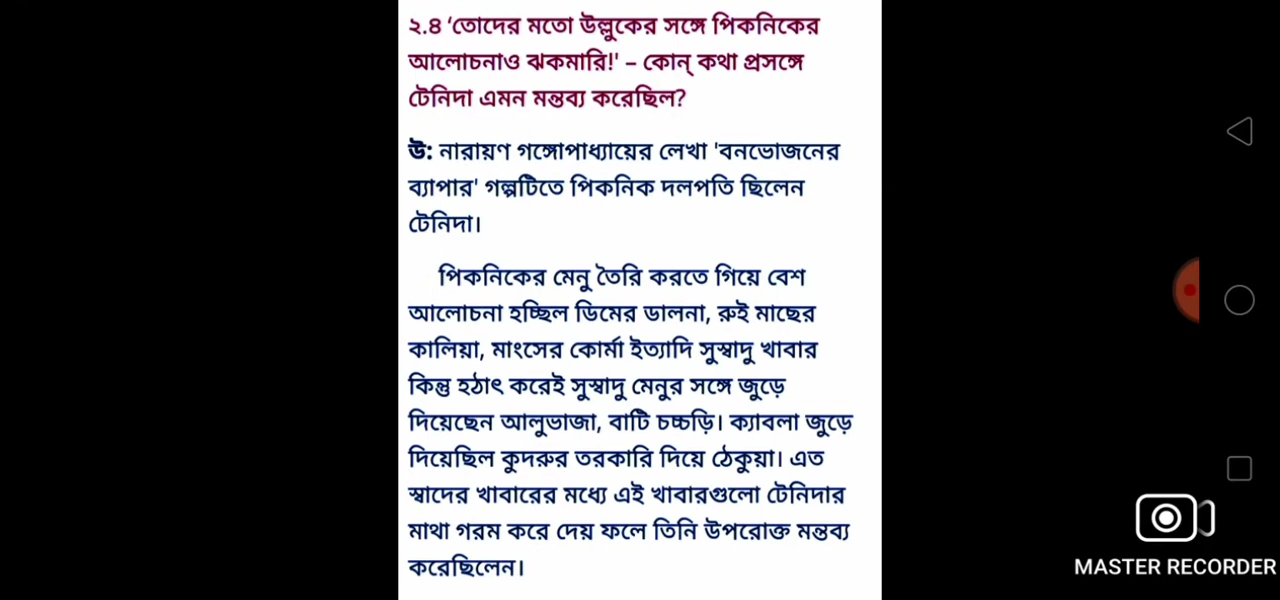 ২.৪ 'তোদের মতো উল্লুকের সঙ্গে পিকনিকের
আলোচনাও ঝকমারি!' – কোন্ কথা প্রসঙ্গে
টেনিদা এমন মন্তব্য করেছিল?
উ: নারায়ণ গঙ্গোপাধ্যায়ের লেখা 'বনভোজনের
ব্যাপার' গল্পটিতে পিকনিক দলপতি ছিলেন
টেনিদা।
পিকনিকের মেনু তৈরি করতে গিয়ে বেশ
আলোচনা হচ্ছিল ডিমের ডালনা, রুই মাছের
কালিয়া, মাংসের কোর্মা ইত্যাদি সুস্বাদু খাবার
কিন্তু হঠাৎ করেই সুস্বাদু মেনুর সঙ্গে জুড়ে
দিয়েছেন আলুভাজা, বাটি চচ্চড়ি। ক্যাবলা জুড়ে
দিয়েছিল কুদরুর তরকারি দিয়ে ঠেকুয়া। এত
স্বাদের খাবারের মধ্যে এই খাবারগুলো টেনিদার
মাথা গরম করে দেয় ফলে তিনি উপরোক্ত মন্তব্য
করেছিলেন।
MASTER RECORDER